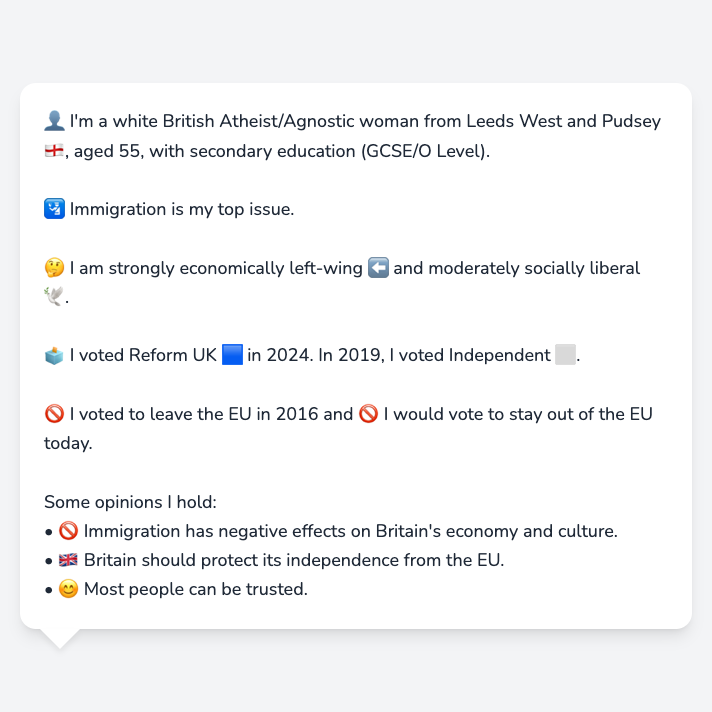 👤 I'm a white British Atheist/Agnostic woman from Leeds West and Pudsey
🏴󠁧󠁢󠁥󠁮󠁧󠁿, aged 55, with secondary education (GCSE/O Level).
🛂 Immigration is my top issue.
🤔 I am strongly economically left-wing ⬅️ and moderately socially liberal
🕊️.
🗳️ I voted Reform UK 🟦 in 2024. In 2019, I voted Independent ⬜.
🚫 I voted to leave the EU in 2016 and 🚫 I would vote to stay out of the EU
today.
Some opinions I hold:
• 🚫 Immigration has negative effects on Britain's economy and culture.
• 🇬🇧 Britain should protect its independence from the EU.
• 😊 Most people can be trusted.